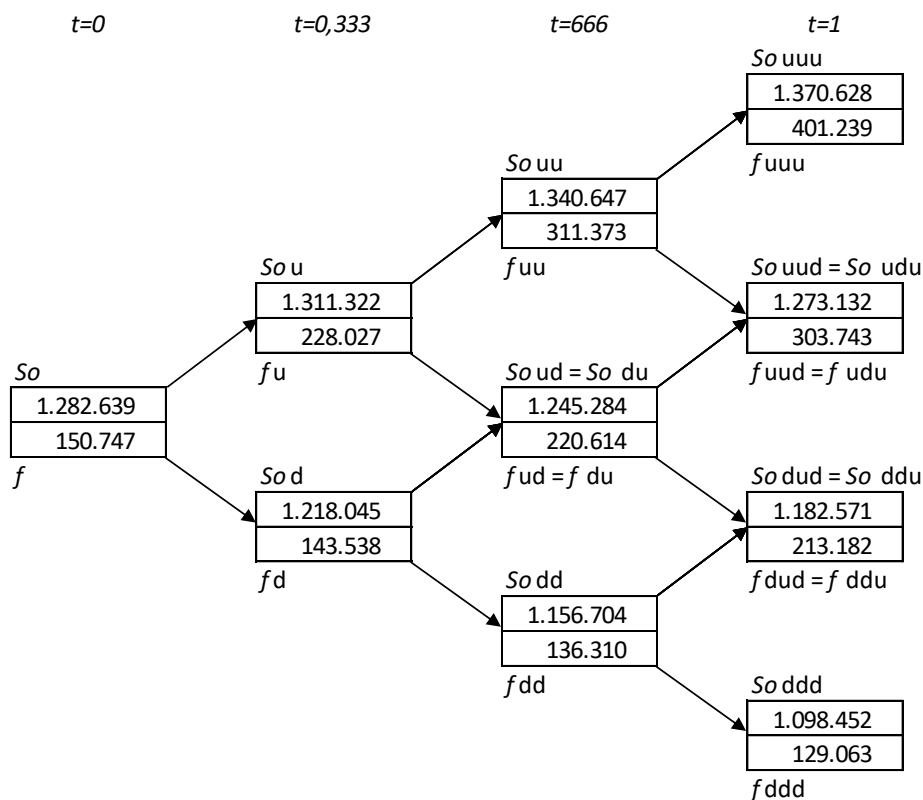 t=0 t=0,333 t=666 t=1
So uuu
1.370.628
401.239
f uuu
So uu
1.340.647
311.373
f uu
So u
1.311.322
228.027
f u
So uud = So udu
1.273.132
303.743
f uud = f udu
So
1.282.639
150.747
f
So ud = So du
1.245.284
220.614
f ud = f du
So d
1.218.045
143.538
f d
So dud = So ddu
1.182.571
213.182
f dud = f ddu
So dd
1.156.704
136.310
f dd
So ddd
1.098.452
129.063
f ddd